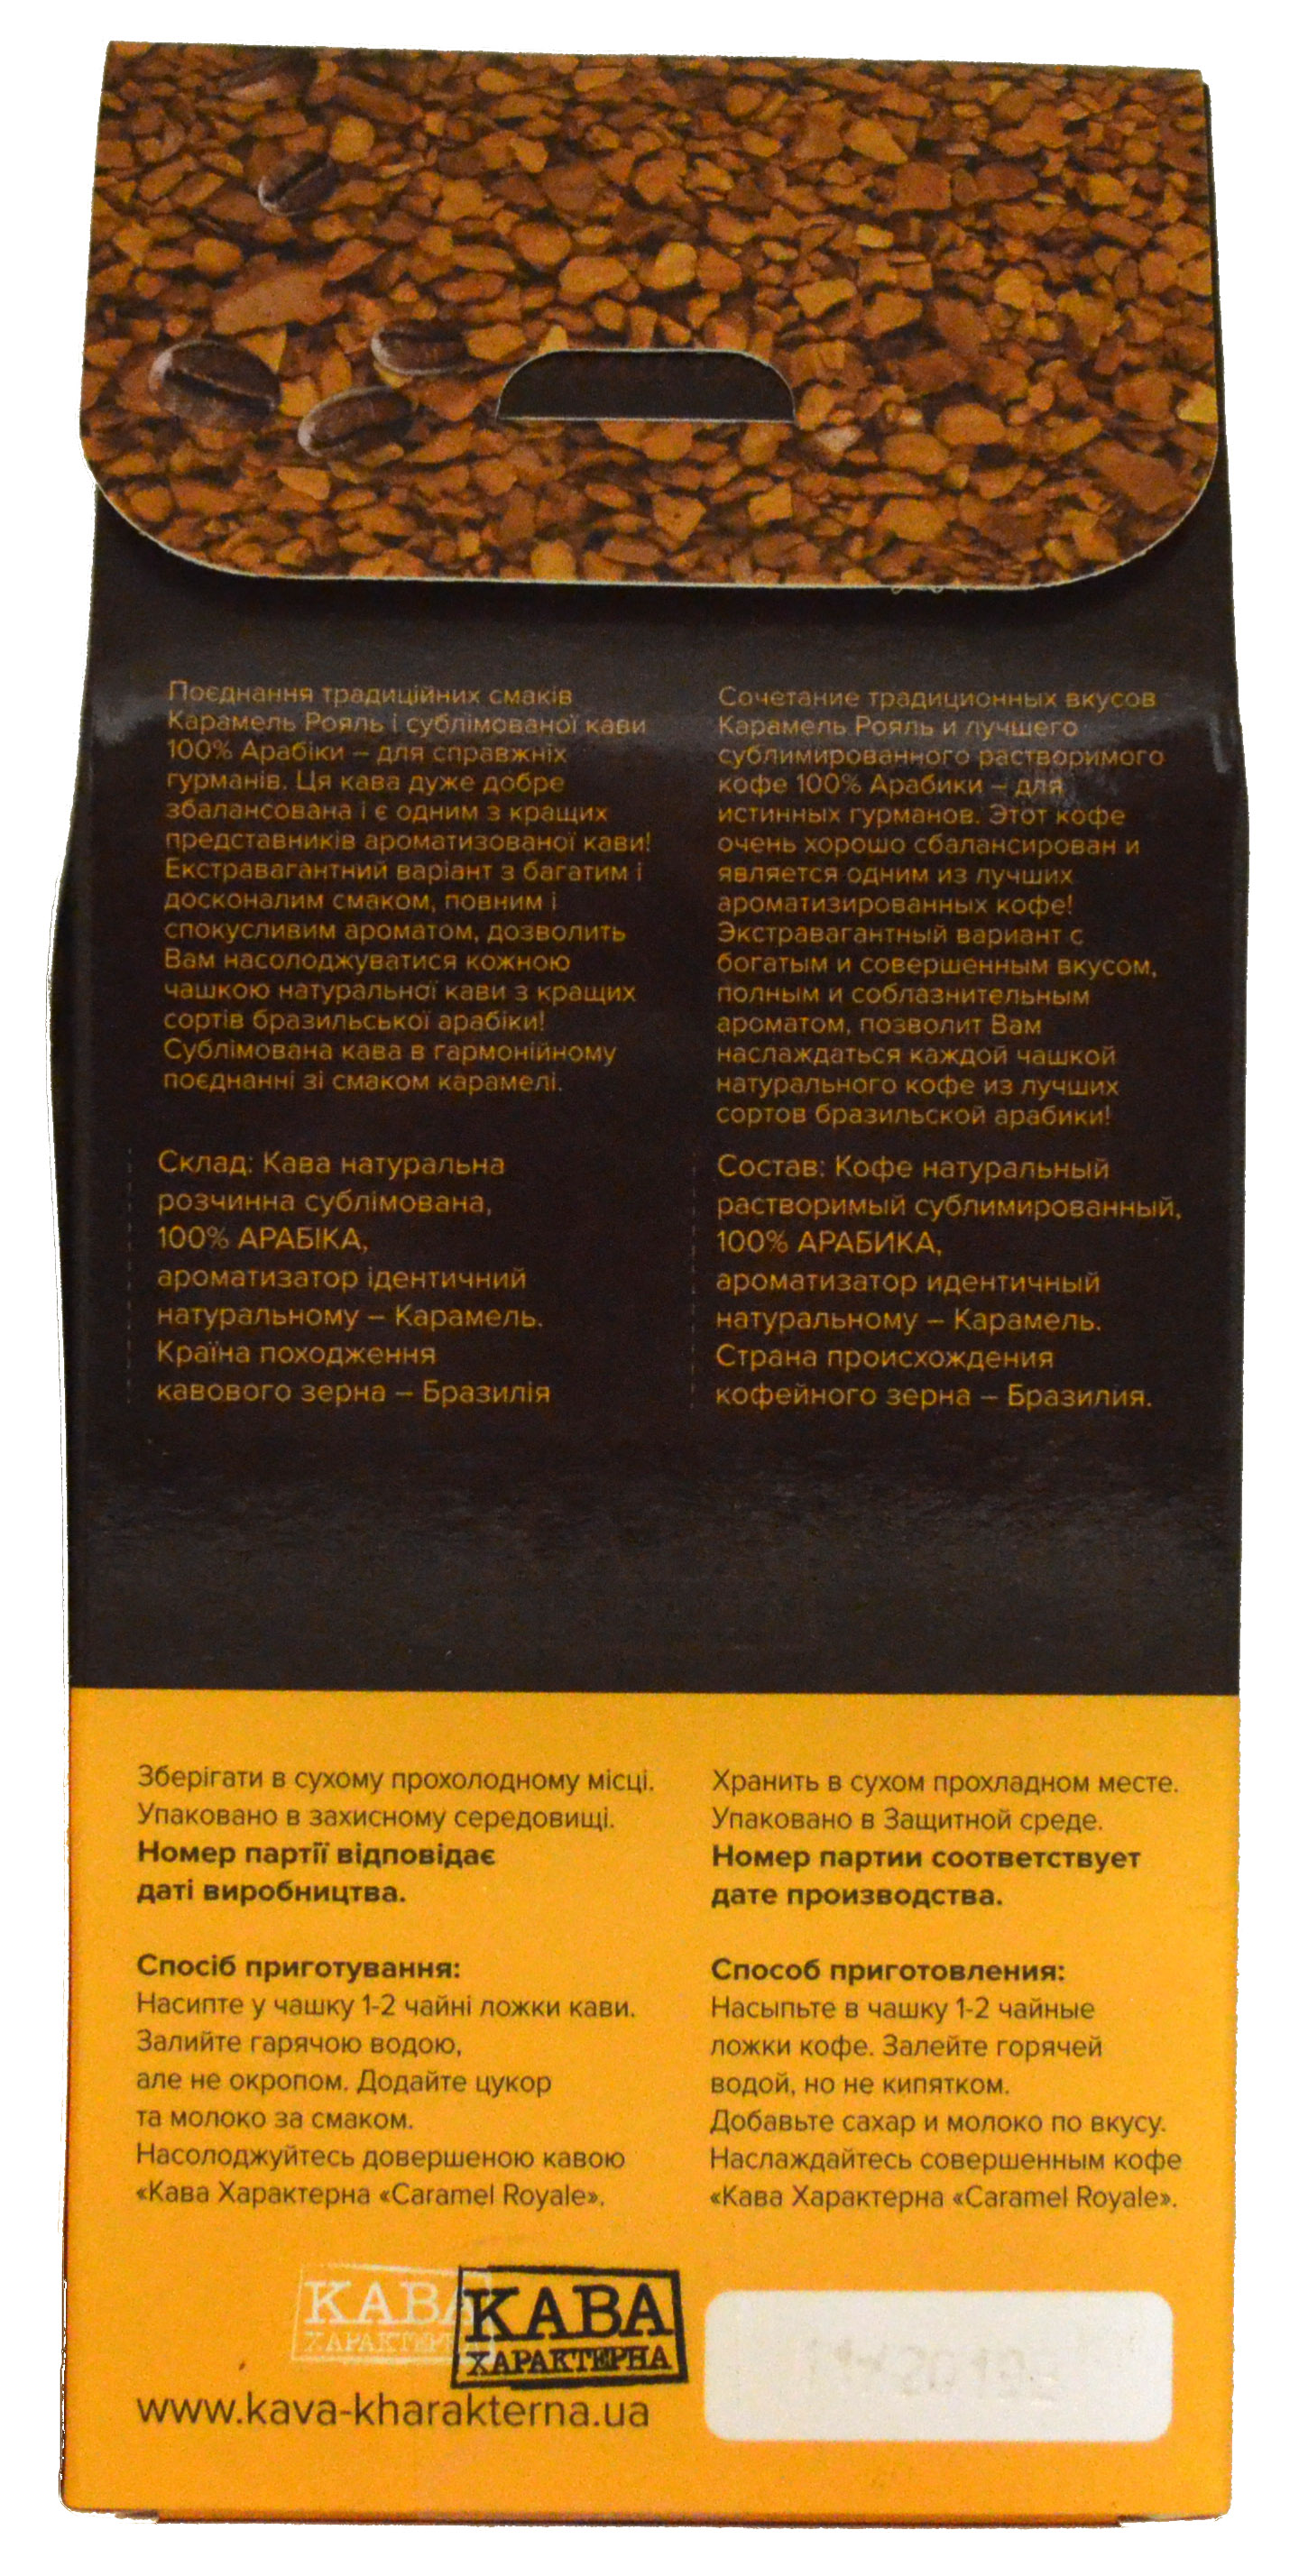 Поєднання традиційних смаків
Карамель Рояль і сублімованої кави
100% Арабіки – для справжніх
гурманів. Ця кава дуже добре
збалансована і є одним з кращих
представників ароматизованої кави!
Екстравагантний варіант з багатим і
досконалим смаком, повним і
спокусливим ароматом, дозволить
Вам насолоджуватися кожною
чашкою натуральної кави з кращих
сортів бразильської арабіки!
Сублімована кава в гармонійному
поєднанні зі смаком карамелі.
Склад: Кава натуральна
розчинна сублімована,
100% АРАБІКА,
ароматизатор ідентичний
натуральному – Карамель.
Країна походження
кавового зерна – Бразилія
Сочетание традиционных вкусов
Карамель Рояль и лучшего
сублимированного растворимого
кофе 100% Арабики – для
истинных гурманов. Этот кофе
очень хорошо сбалансирован и
является одним из лучших
ароматизированных кофе!
Экстравагантный вариант с
богатым и совершенным вкусом,
полным и соблазнительным
ароматом, позволит Вам
наслаждаться каждой чашкой
натурального кофе из лучших
сортов бразильской арабики!
Состав: Кофе натуральный
растворимый сублимированный,
100% АРАБИКА,
ароматизатор идентичный
натуральному – Карамель.
Страна происхождения
кофейного зерна – Бразилия.
Зберігати в сухому прохолодному місці.
Упаковано в захисному середовищі.
Номер партії відповідає
даті виробництва.
Спосіб приготування:
Насипте у чашку 1-2 чайні ложки кави.
Залийте гарячою водою,
але не окропом. Додайте цукор
та молоко за смаком.
Насолоджуйтесь довершеною кавою
«Кава Характерна «Caramel Royale».
Хранить в сухом прохладном месте.
Упаковано в Защитной среде.
Номер партии соответствует
дате производства.
Способ приготовления:
Насыпьте в чашку 1-2 чайные
ложки кофе. Залейте горячей
водой, но не кипятком.
Добавьте сахар и молоко по вкусу.
Наслаждайтесь совершенным кофе
«Кава Характерна «Caramel Royale».
КАВА
КАВА
ХАРАКТЕРНА
www.kava-kharakterna.ua